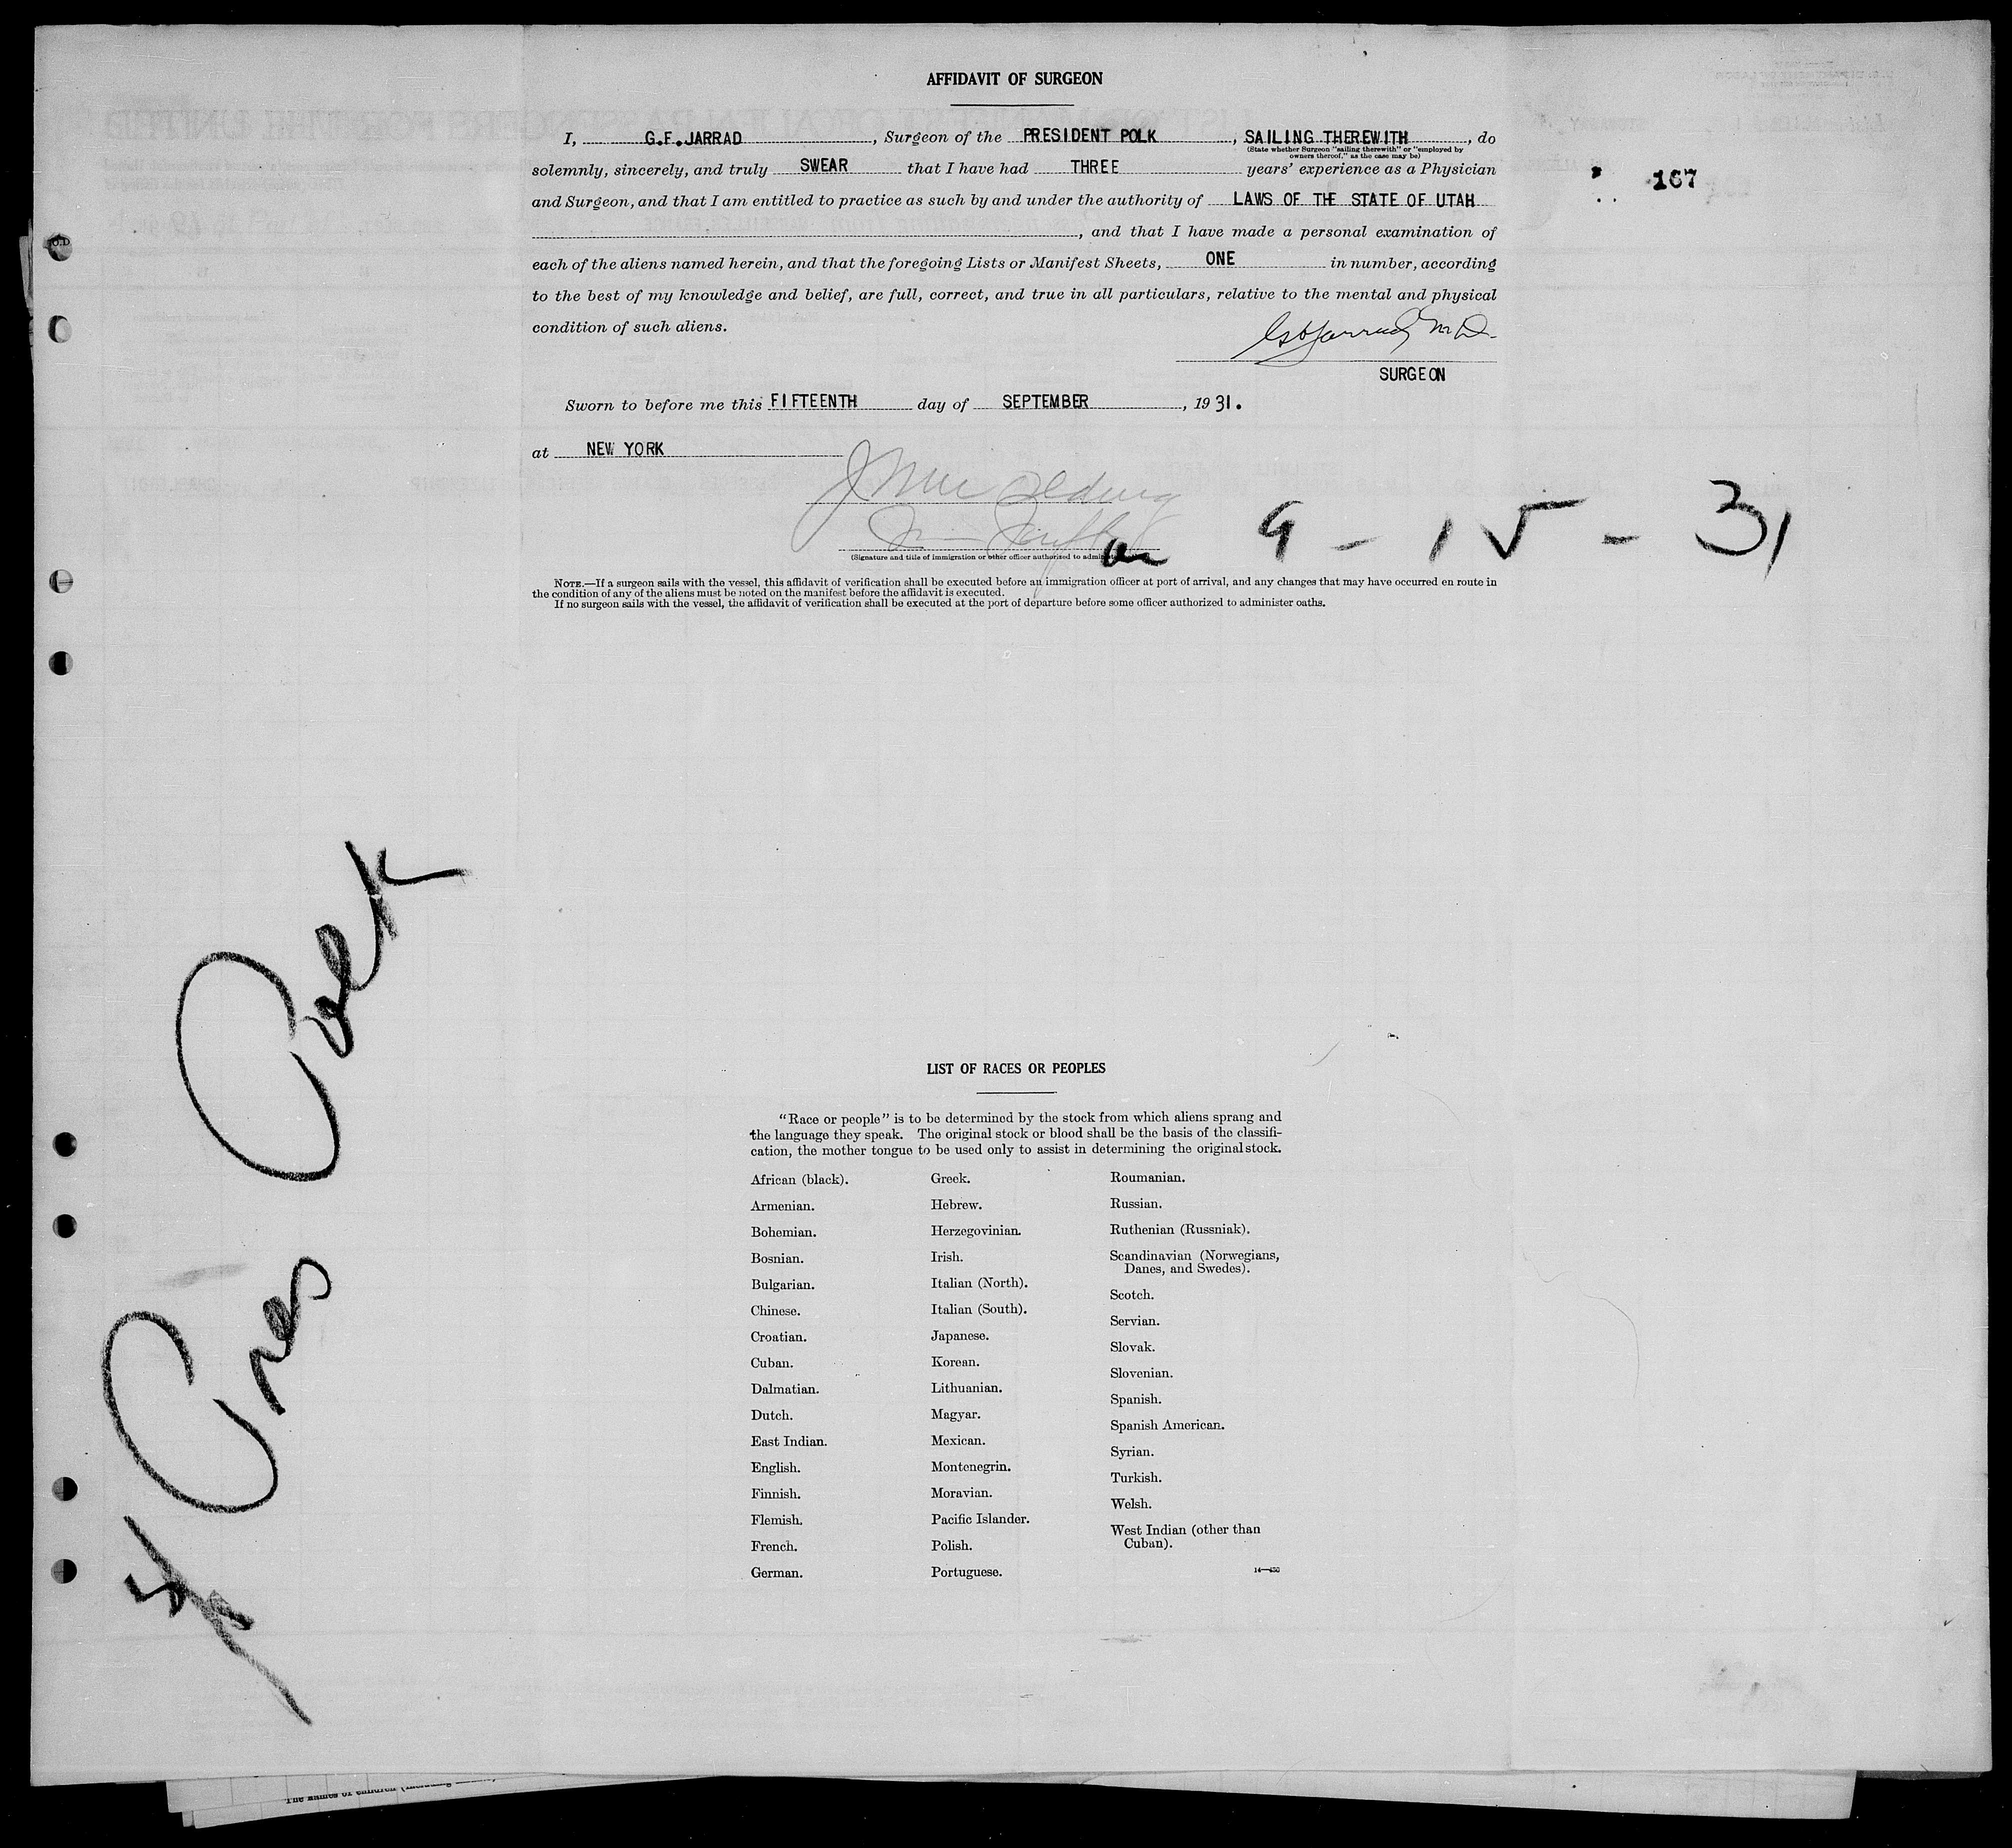 AFFIDAVIT OF SURGEON
I, G.F.JARRAD, Surgeon of the PRESIDENT POLK, SAILING THEREWITH, do
(State whether Surgeon "sailing therewith" or "employed by
owners thereof," as the case may be)
solemnly, sincerely, and truly SWEAR that I have had THREE years' experience as a Physician
167
and Surgeon, and that I am entitled to practice as such by and under the authority of LAWS OF THE STATE OF UTAH
, and that I have made a personal examination of
each of the aliens named herein, and that the foregoing Lists or Manifest Sheets, ONE in number, according
to the best of my knowledge and belief, are full, correct, and true in all particulars, relative to the mental and physical
condition of such aliens.
Jarrad M.D.
SURGEON
Sworn to before me this FIFTEENTH day of SEPTEMBER, 1931.
at NEW YORK
9-15-31
(Signature and title of immigration or other officer authorized to
NOTE.—If a surgeon sails with the vessel, this affidavit of verification shall be executed before an immigration officer at port of arrival, and any changes that may have occurred en route in
the condition of any of the aliens must be noted on the manifest before the affidavit is executed.
If no surgeon sails with the vessel, the affidavit of verification shall be executed at the port of departure before some officer authorized to administer oaths.
Pres Polk
LIST OF RACES OR PEOPLES
"Race or people" is to be determined by the stock from which aliens sprang and
the language they speak. The original stock or blood shall be the basis of the classifi-
cation, the mother tongue to be used only to assist in determining the original stock.
African (black).
Armenian.
Bohemian.
Bosnian.
Bulgarian.
Chinese.
Croatian.
Cuban.
Dalmatian.
Dutch.
East Indian.
English.
Finnish.
Flemish.
French.
German.
Greek.
Hebrew.
Herzegovinian.
Irish.
Italian (North).
Italian (South).
Japanese.
Korean.
Lithuanian.
Magyar.
Mexican.
Montenegrin.
Moravian.
Pacific Islander.
Polish.
Portuguese.
Roumanian.
Russian.
Ruthenian (Russniak).
Scandinavian (Norwegians,
Danes, and Swedes).
Scotch.
Servian.
Slovak.
Slovenian.
Spanish.
Spanish American.
Syrian.
Turkish.
Welsh.
West Indian (other than
Cuban).